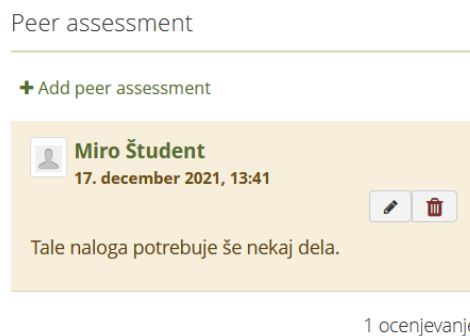 Peer assessment
+ Add peer assessment
Miro Študent
17. december 2021, 13:41
Tale naloga potrebuje še nekaj dela.
1 ocenjevanje